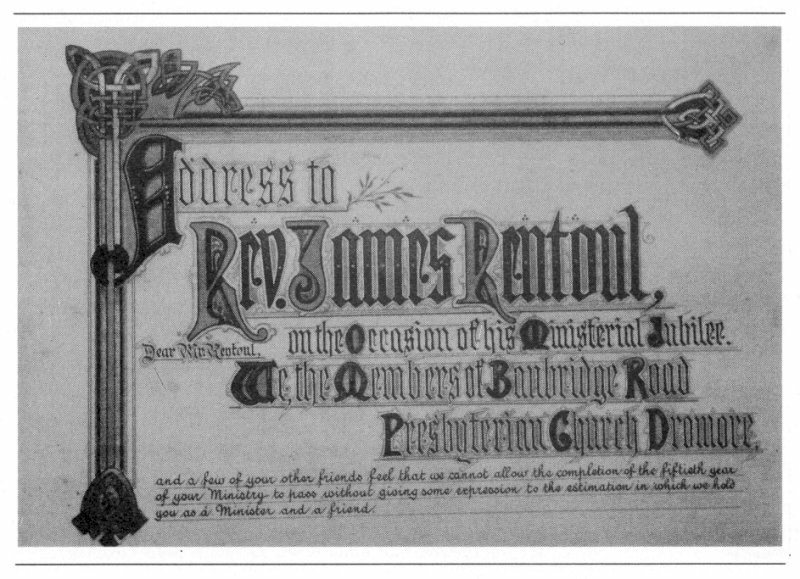 Address to
Rev. James Rentoul,
on the Occasion of his Ministerial Jubilee.
Dear Mr. Rentoul,
We, the Members of Banbridge Road
Presbyterian Church Dromore,
and a few of your other friends feel that we cannot allow the completion of the fiftieth year
of your Ministry to pass without giving some expression to the estimation in which we hold
you as a Minister and a friend.